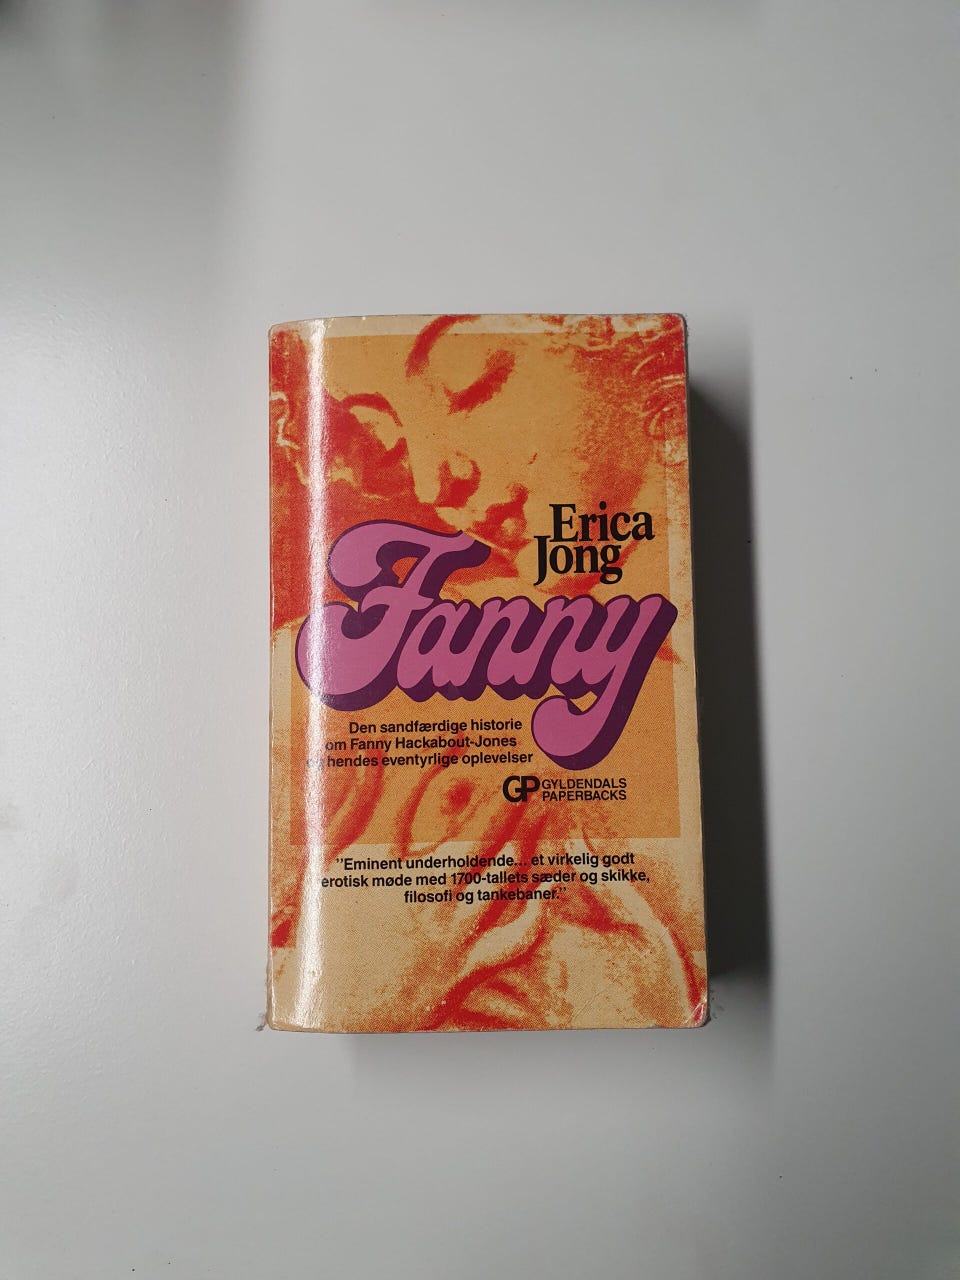 Erica
Jong
Fanny
Den sandfærdige historie
om Fanny Hackabout-Jones
og hendes eventyrlige oplevelser
GP GYLDENDALS
PAPERBACKS
"Eminent underholdende... et virkelig godt
erotisk møde med 1700-tallets sæder og skikke,
filosofi og tankebaner."